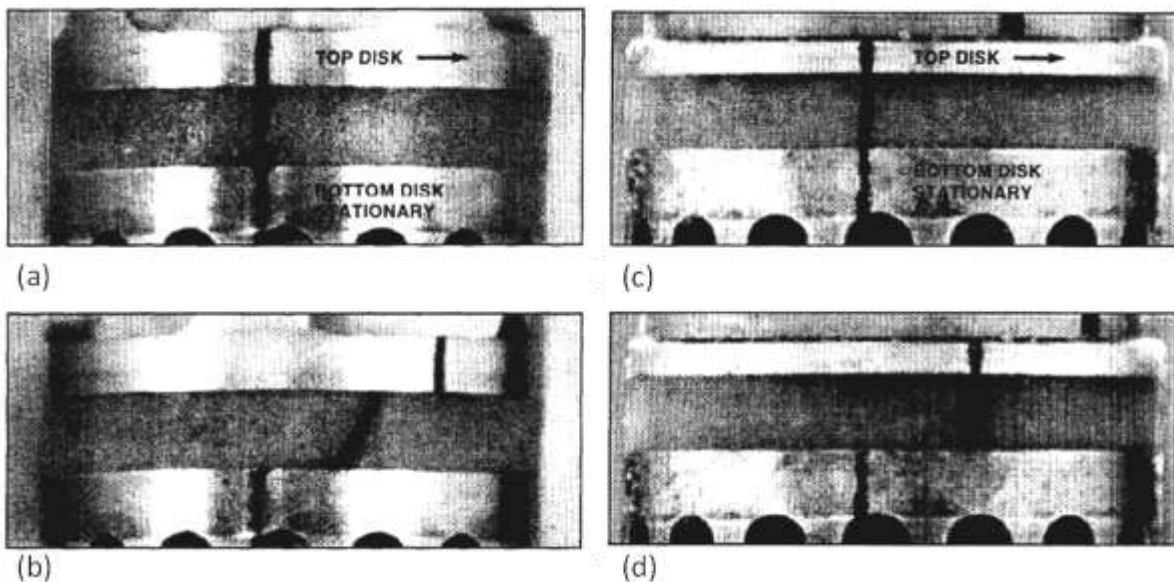 TOP DISK
BOTTOM DISK
STATIONARY
(a)
TOP DISK
BOTTOM DISK
STATIONARY
(c)
(b)
(d)